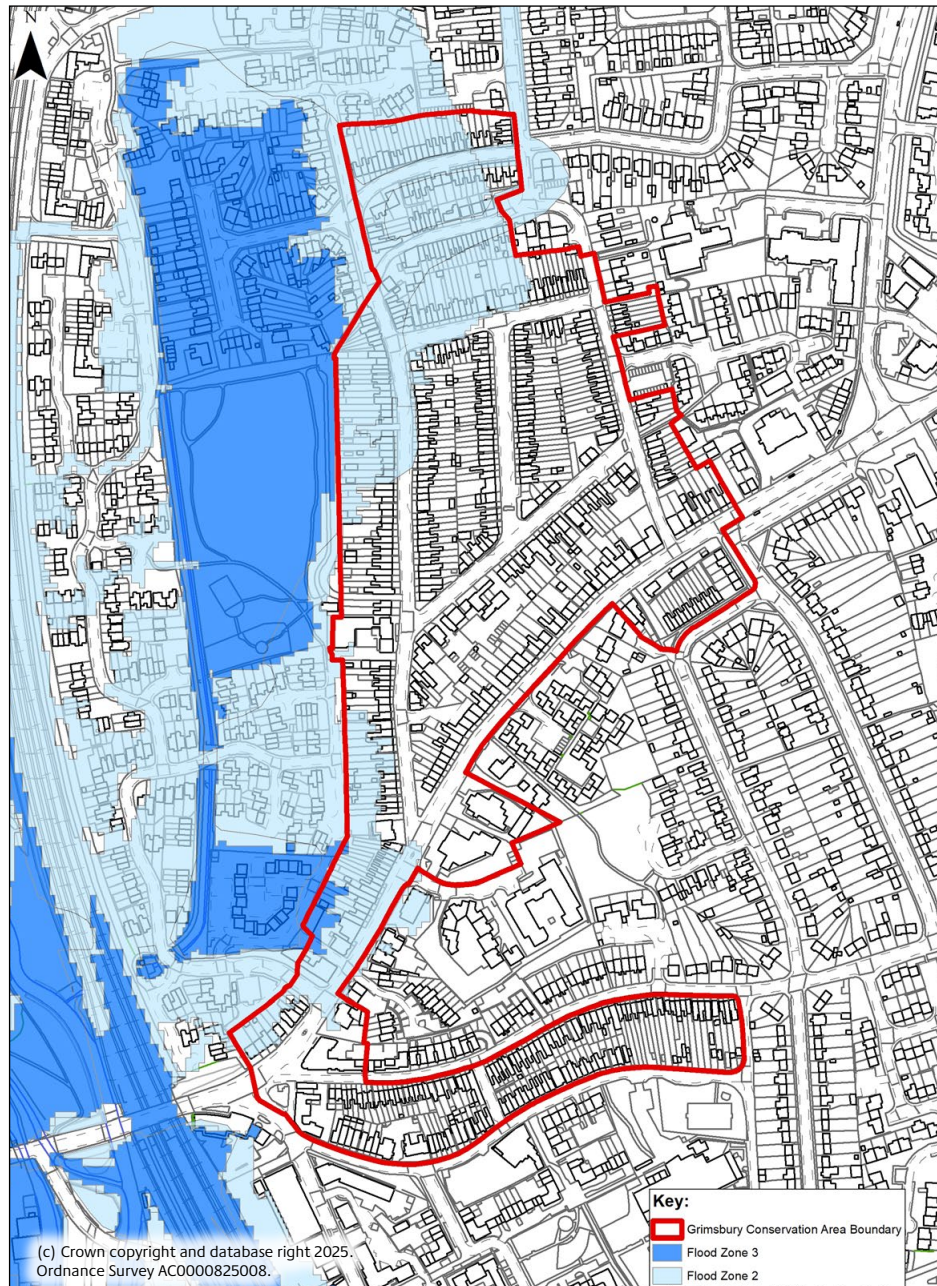 N
Key:
Grimsbury Conservation Area Boundary
Flood Zone 3
Flood Zone 2
(c) Crown copyright and database right 2025.
Ordnance Survey AC0000825008.